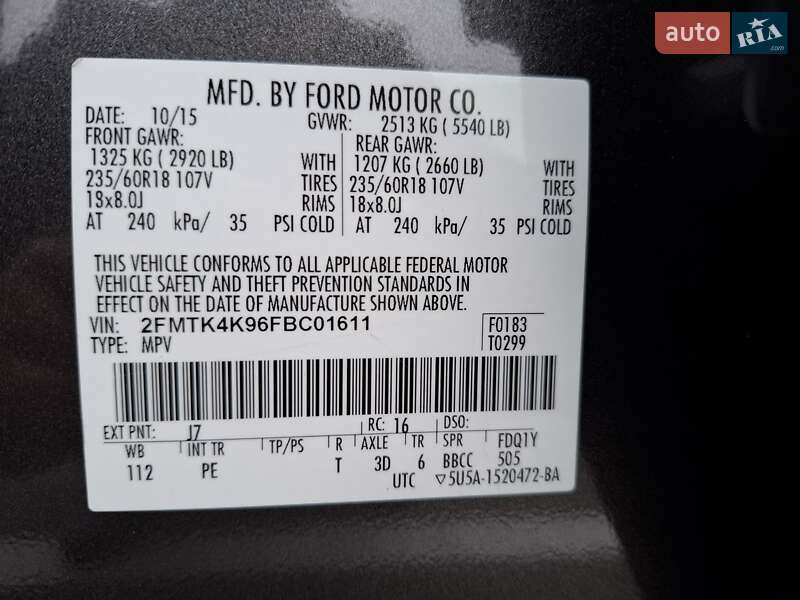 auto RIA .com
MFD. BY FORD MOTOR CO.
DATE: 10/15 GVWR: 2513 KG ( 5540 LB)
FRONT GAWR: REAR GAWR:
1325 KG ( 2920 LB) WITH 1207 KG ( 2660 LB) WITH
235/60R18 107V TIRES 235/60R18 107V TIRES
18x8.0J RIMS 18x8.0J RIMS
AT 240 kPa/ 35 PSI COLD AT 240 kPa/ 35 PSI COLD
THIS VEHICLE CONFORMS TO ALL APPLICABLE FEDERAL MOTOR
VEHICLE SAFETY AND THEFT PREVENTION STANDARDS IN
EFFECT ON THE DATE OF MANUFACTURE SHOWN ABOVE.
VIN: 2FMTK4K96FBC01611 F0183
TYPE: MPV T0299
EXT PNT: J7 RC: 16 DSO:
WB INT TR TP/PS R AXLE TR SPR FDQ1Y
112 PE T 3D 6 BBCC 505
UTC ▽5U5A-1520472-BA